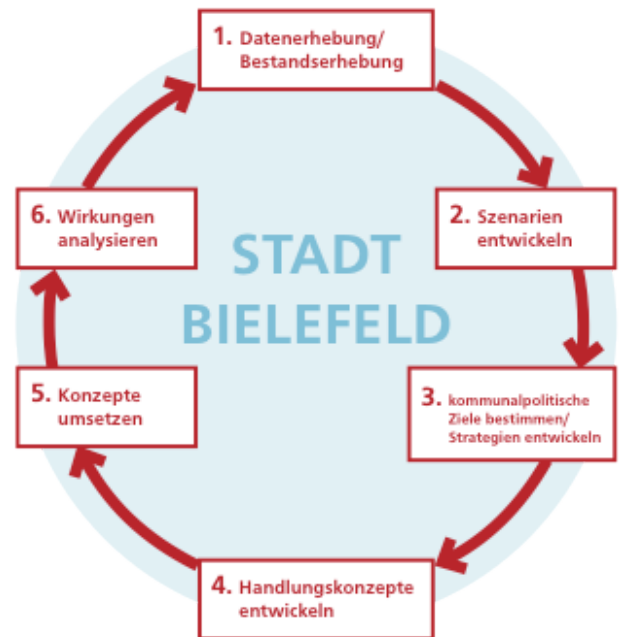 1. Datenerhebung/
Bestandserhebung
2. Szenarien
entwickeln
3. kommunalpolitische
Ziele bestimmen/
Strategien entwickeln
4. Handlungskonzepte
entwickeln
5. Konzepte
umsetzen
6. Wirkungen
analysieren
STADT
BIELEFELD